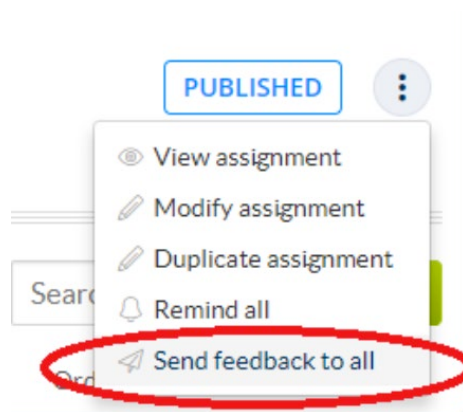 PUBLISHED
View assignment
Modify assignment
Duplicate assignment
Remind all
Send feedback to all